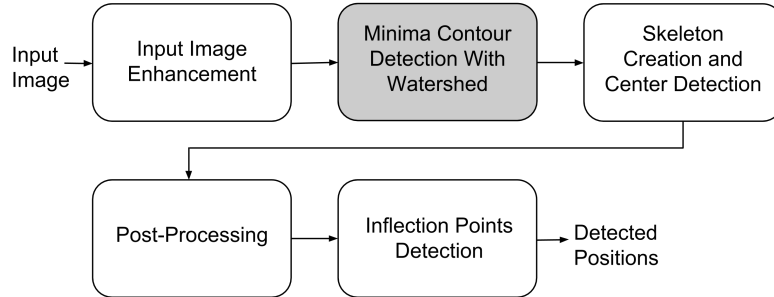 Input
Image
Input Image
Enhancement
Minima Contour
Detection With
Watershed
Skeleton
Creation and
Center Detection
Post-Processing
Inflection Points
Detection
Detected
Positions